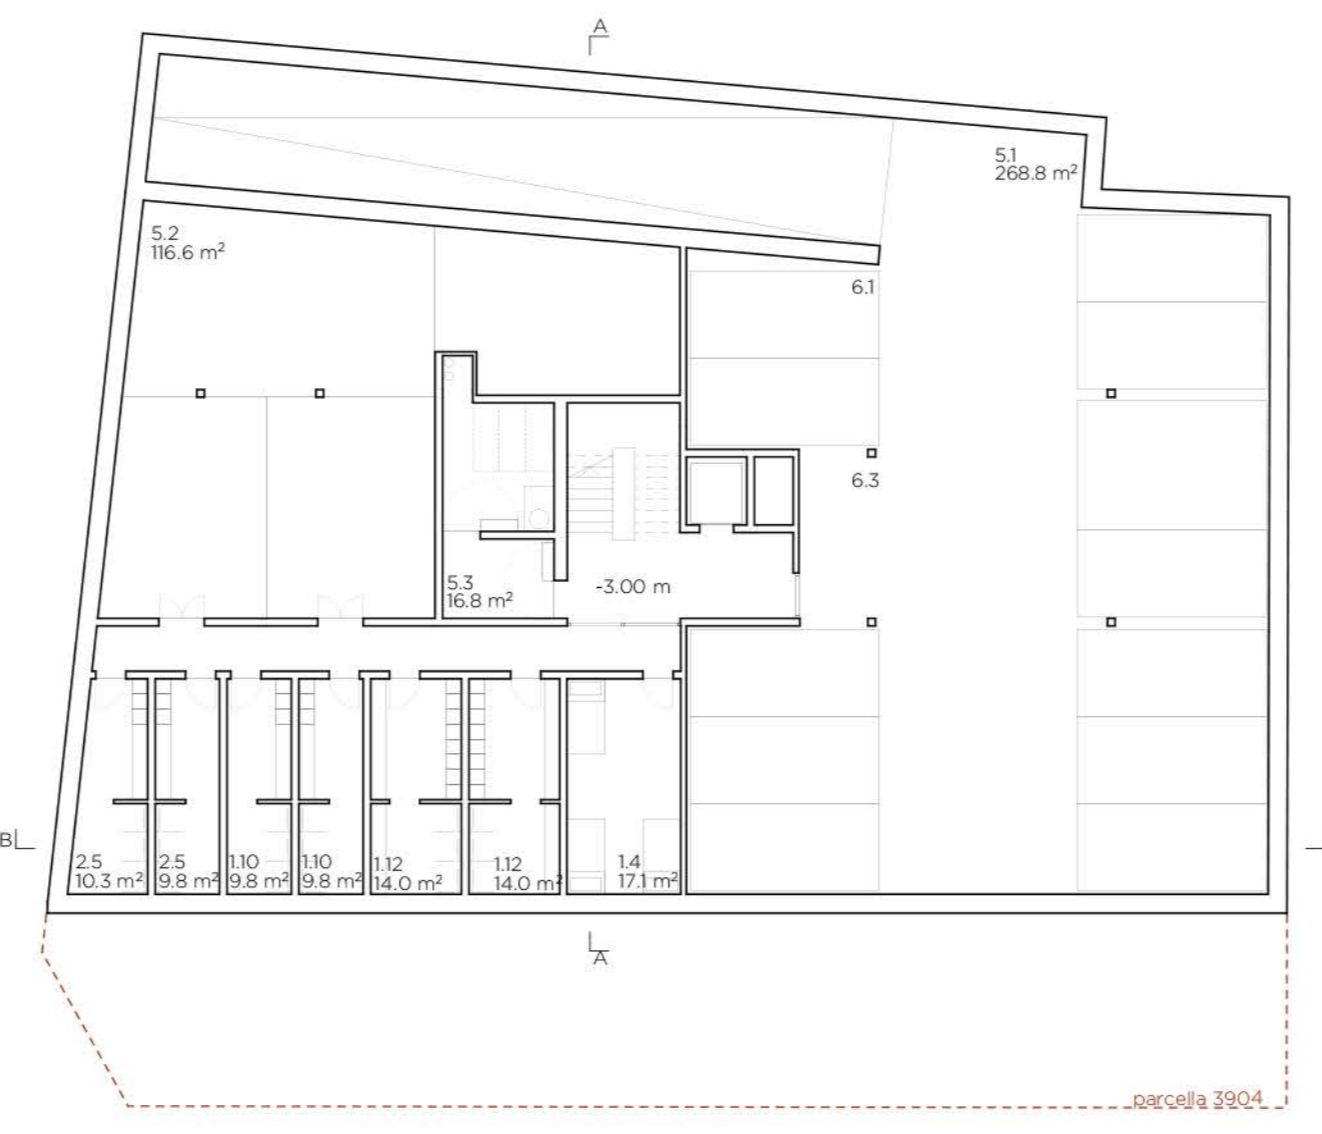 A
5.1
268.8 m²
5.2
116.6 m²
6.1
6.3
5.3
16.8 m²
-3.00 m
B
2.5
10.3 m²
2.5
9.8 m²
1.10
9.8 m²
1.10
9.8 m²
1.12
14.0 m²
1.12
14.0 m²
1.4
17.1 m²
A
parcella 3904